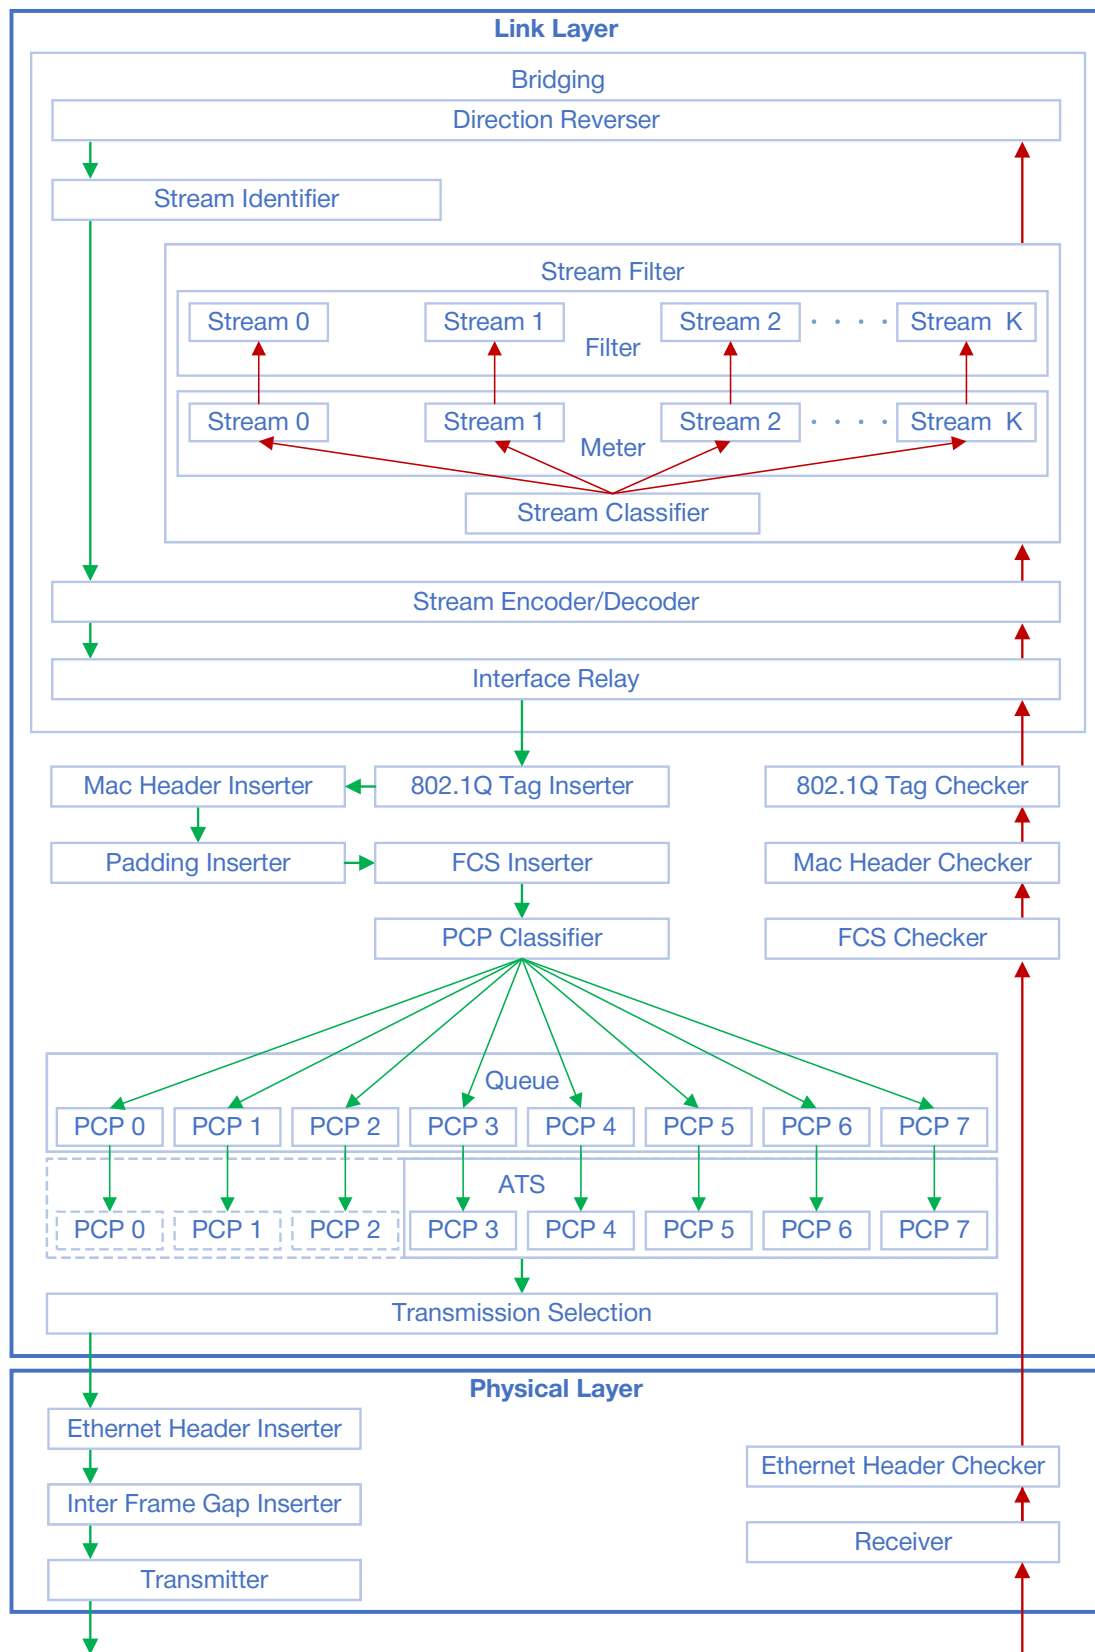 Link Layer
Bridging
Direction Reverser
Stream Identifier
Stream Filter
Stream 0 Stream 1 Stream 2 · · · · Stream K
Filter
Stream 0 Stream 1 Stream 2 · · · · Stream K
Meter
Stream Classifier
Stream Encoder/Decoder
Interface Relay
Mac Header Inserter 802.1Q Tag Inserter 802.1Q Tag Checker
Padding Inserter FCS Inserter Mac Header Checker
PCP Classifier FCS Checker
Queue
PCP 0 PCP 1 PCP 2 PCP 3 PCP 4 PCP 5 PCP 6 PCP 7
ATS
PCP 0 PCP 1 PCP 2 PCP 3 PCP 4 PCP 5 PCP 6 PCP 7
Transmission Selection
Physical Layer
Ethernet Header Inserter
Ethernet Header Checker
Inter Frame Gap Inserter
Receiver
Transmitter